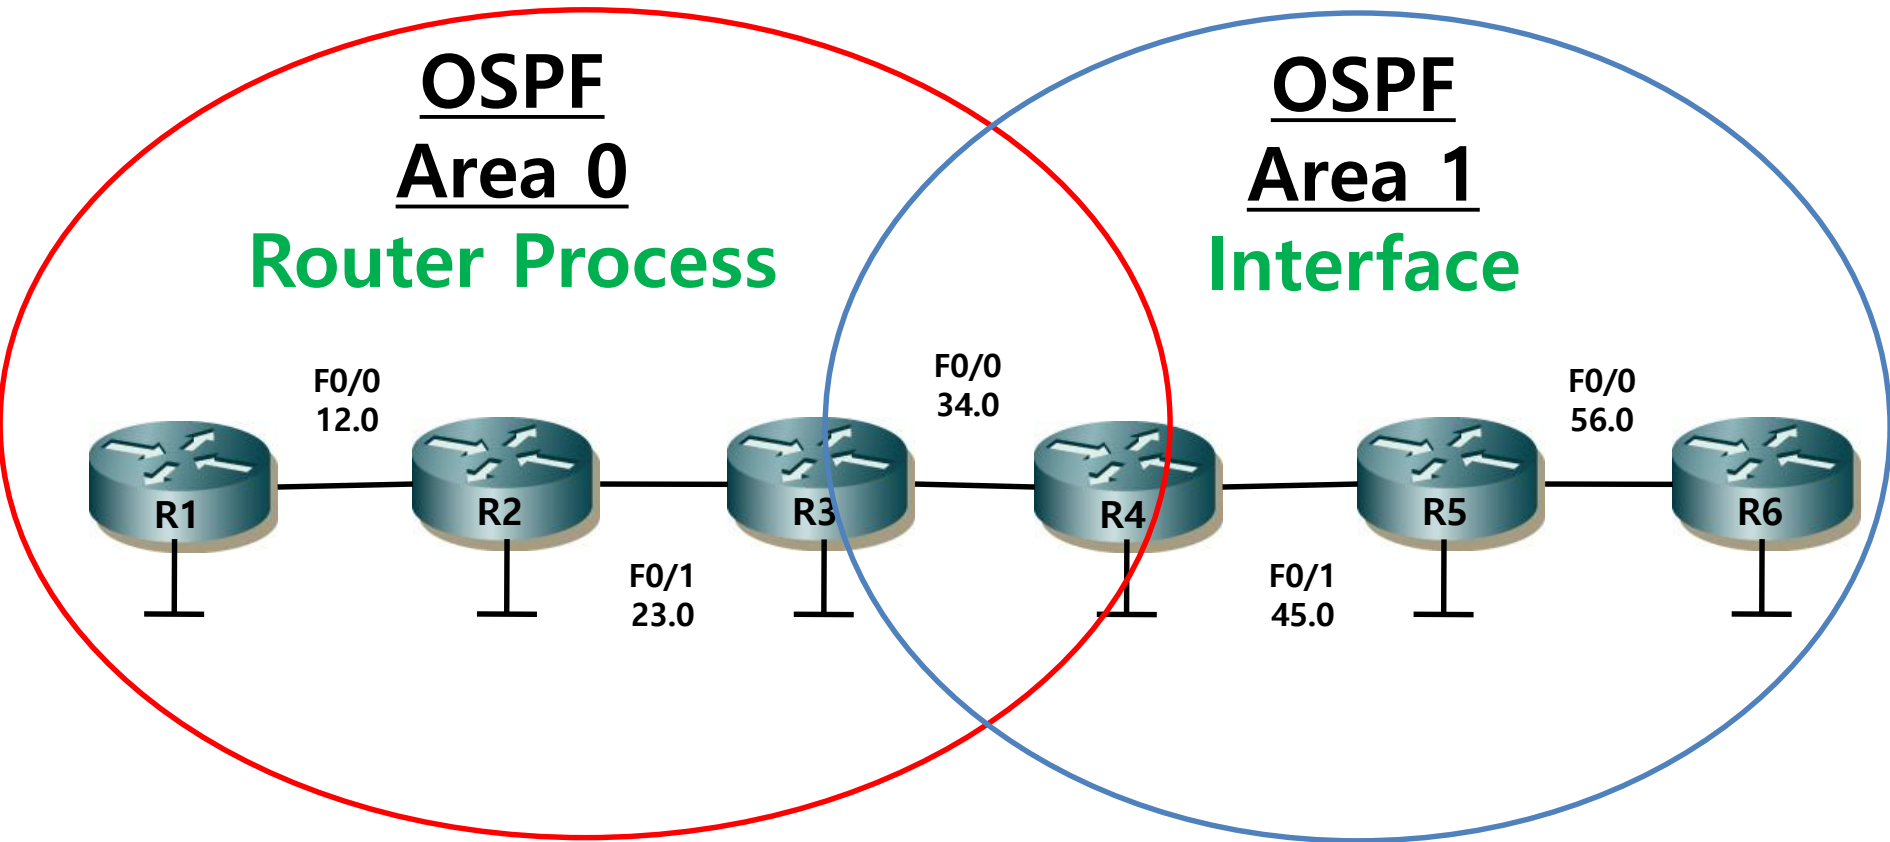 OSPF
Area 0
Router Process
OSPF
Area 1
Interface
F0/0
12.0
F0/0
34.0
F0/0
56.0
R1
R2
R3
R4
R5
R6
F0/1
23.0
F0/1
45.0